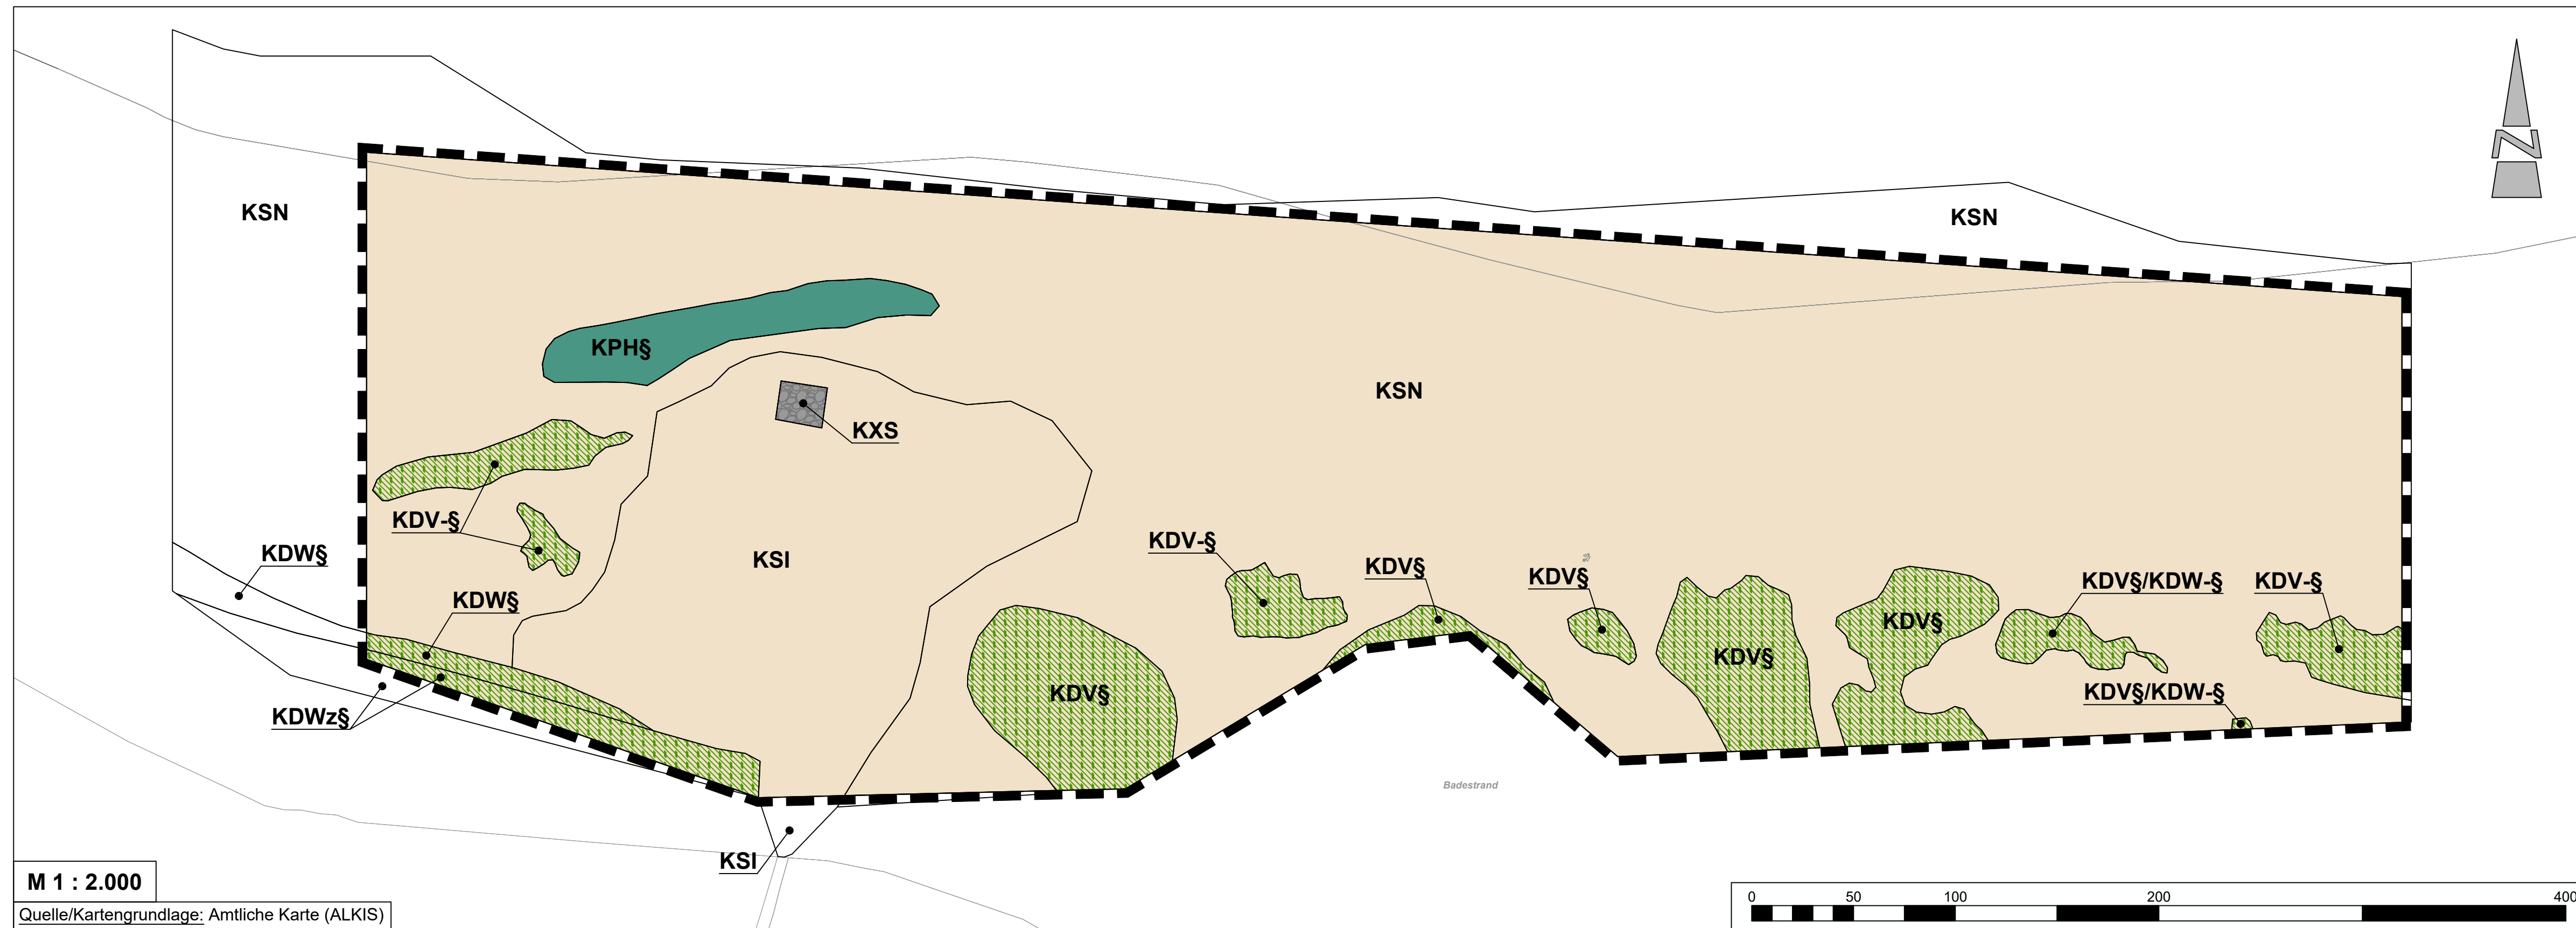 N
KSN
KSN
KPH§
KSN
KXS
KDV-§
KDV-§
KDW§
KSI
KDV§
KDV§
KDV§/KDW-§
KDV-§
KDW§
KDV§
KDV§
KDV§
KDV§/KDW-§
KDWz§
Badestrand
KSI
M 1 : 2.000
Quelle/Kartengrundlage: Amtliche Karte (ALKIS)
0 50 100 200 400